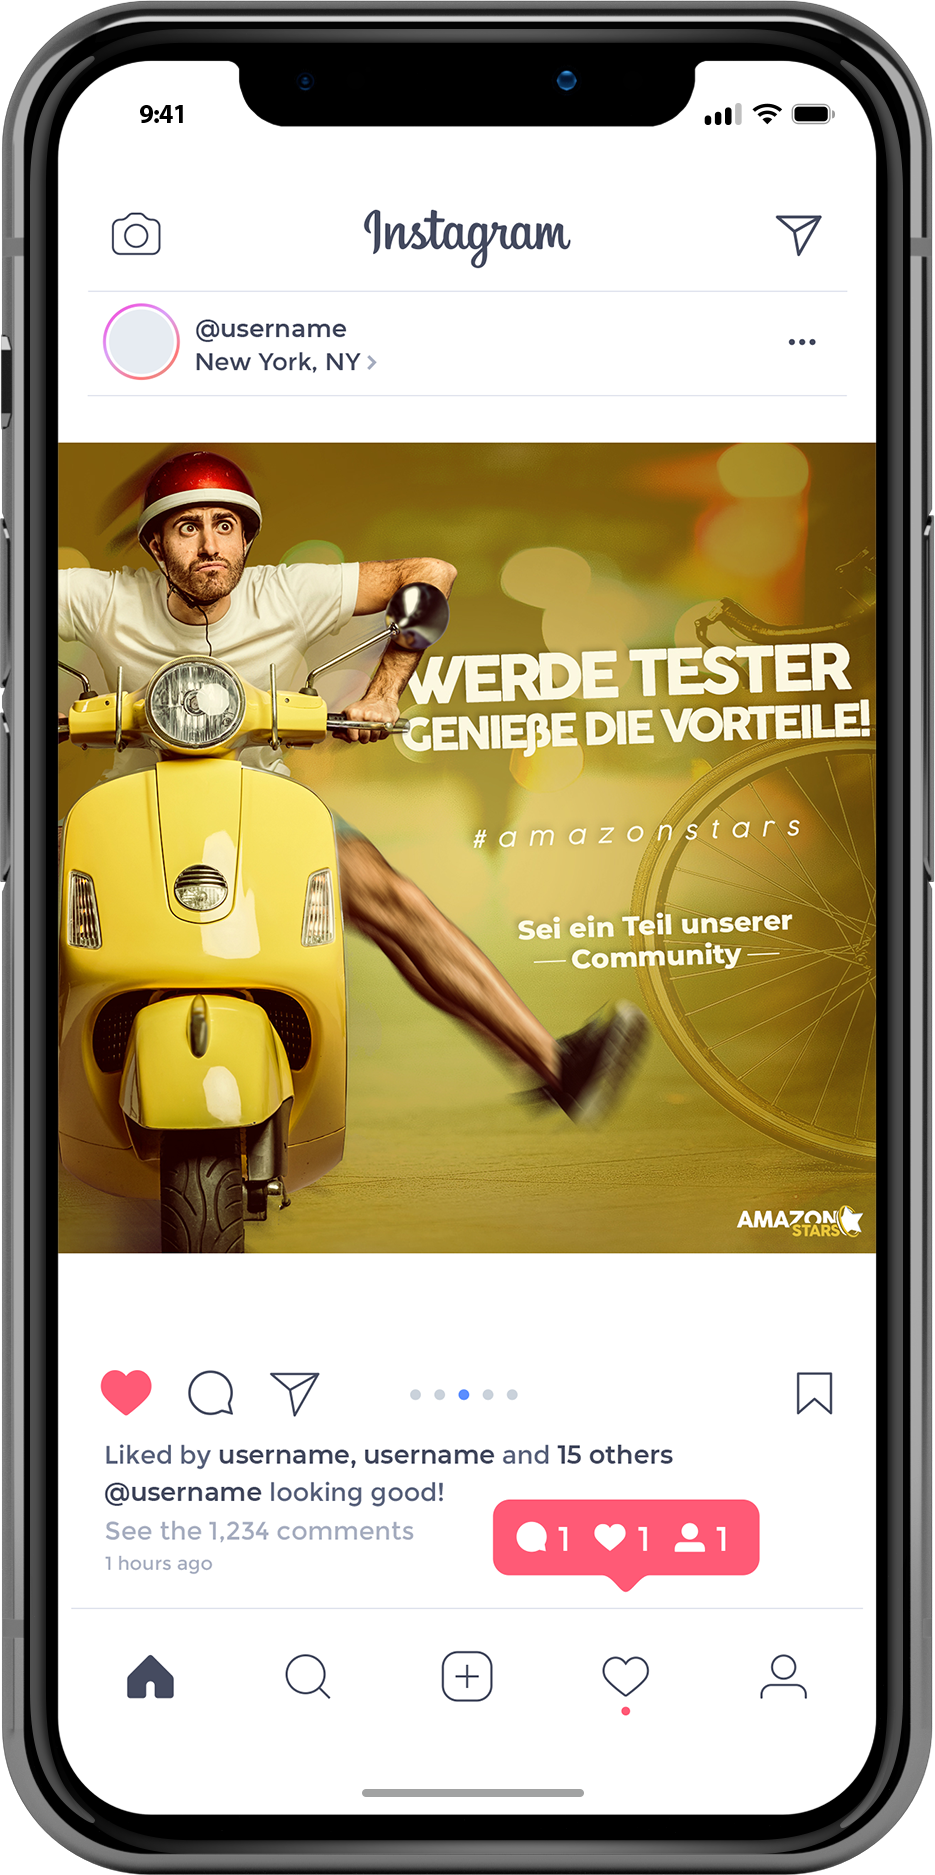 9:41
Instagram
@username
New York, NY
WERDE TESTER
GENIEßE DIE VORTEILE!
#amazonstars
Sei ein Teil unserer
Community
AMAZON
STARS
Liked by username, username and 15 others
@username looking good!
See the 1,234 comments
1 hours ago
1 1 1